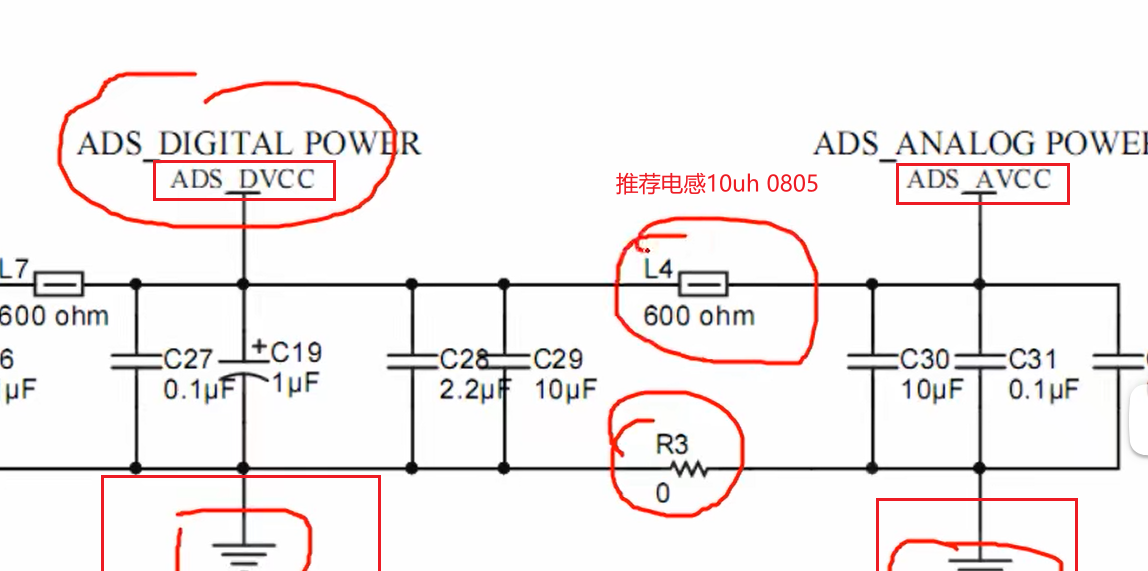 ADS_DIGITAL POWER
ADS_DVCC
ADS_ANALOG POWE
ADS_AVCC
推荐电感10uh 0805
L7
600 ohm
L4
600 ohm
6
μF
C27
0.1μF
+C19
1μF
C28
2.2μF
C29
10μF
C30
10μF
C31
0.1μF
R3
0